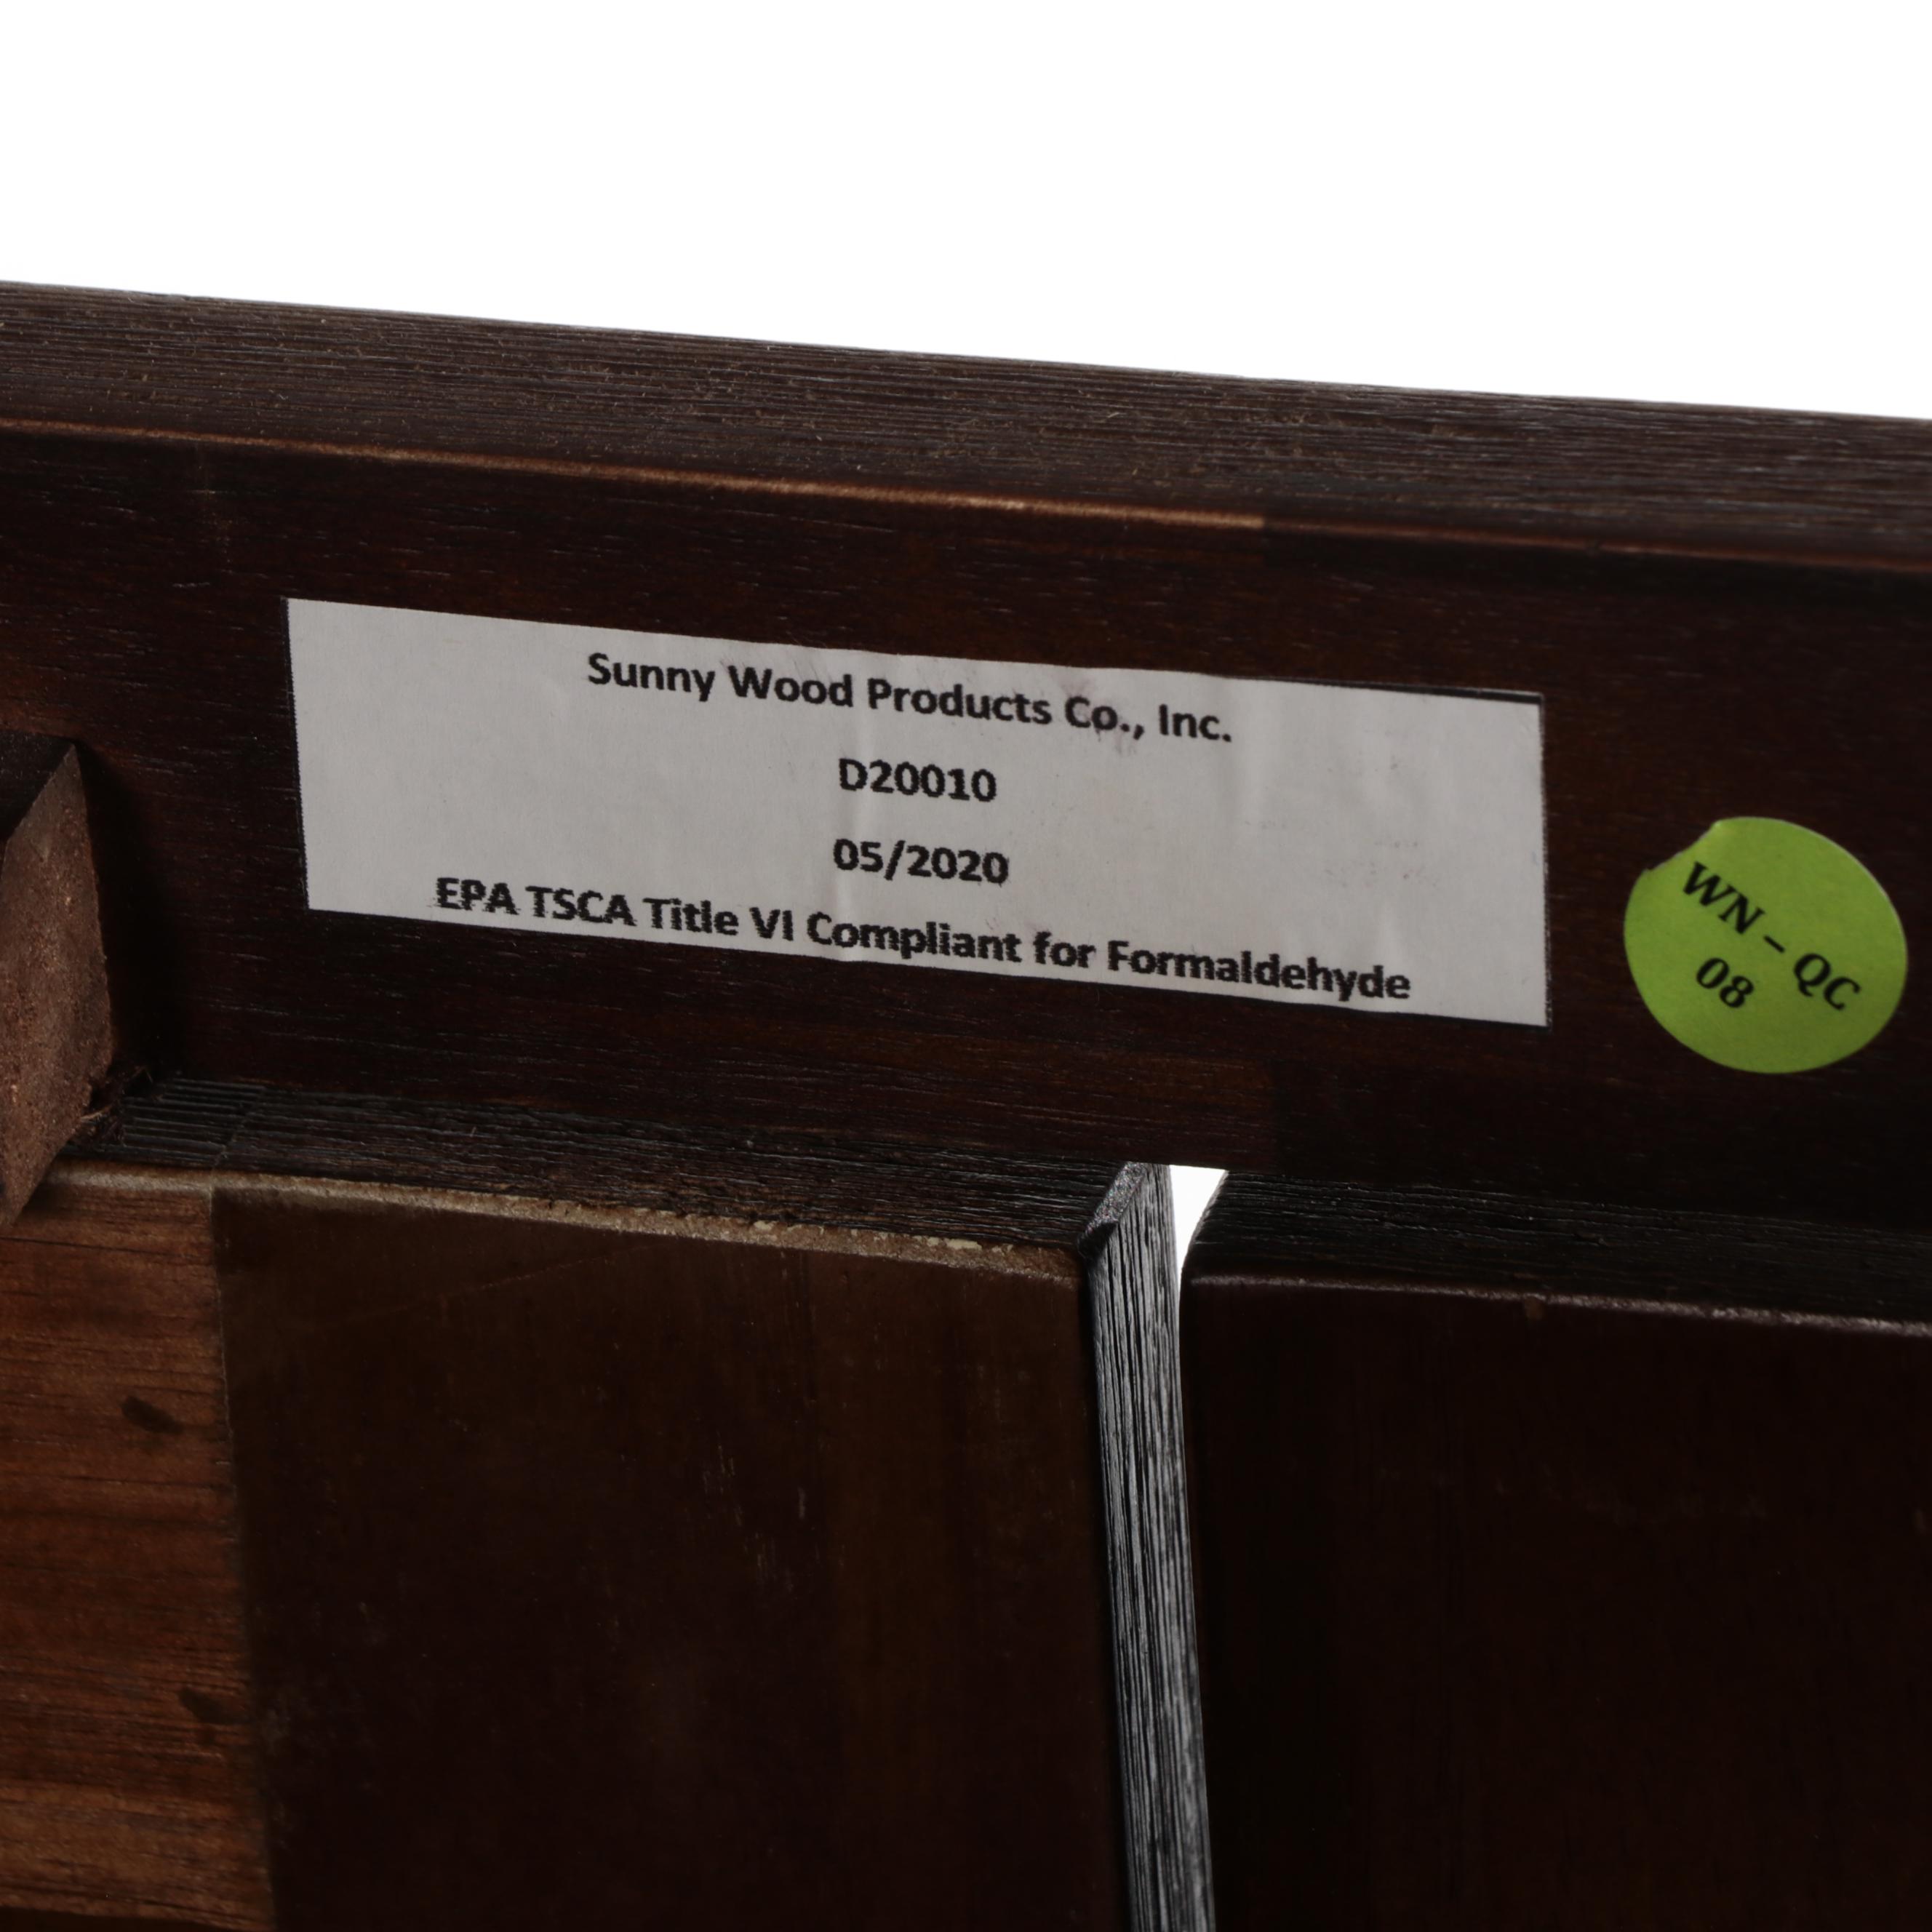 Sunny Wood Products Co., Inc.
D20010
05/2020
EPA TSCA Title VI Compliant for Formaldehyde
WN - QC
08